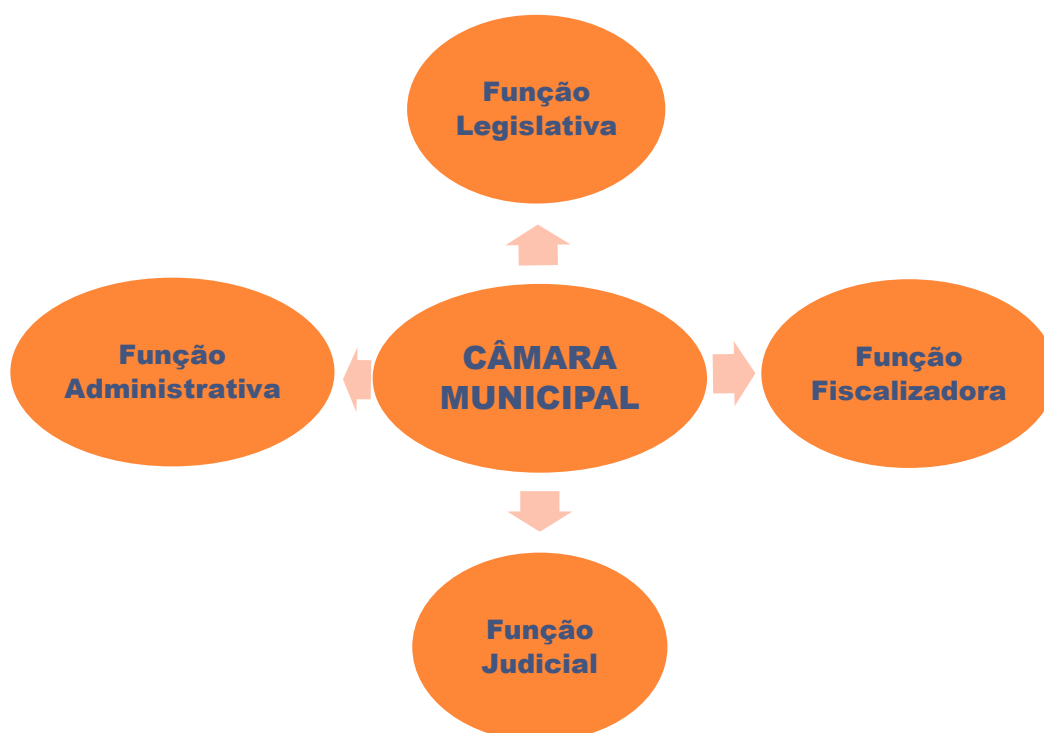 Função
Legislativa
Função
Administrativa
CÂMARA
MUNICIPAL
Função
Fiscalizadora
Função
Judicial